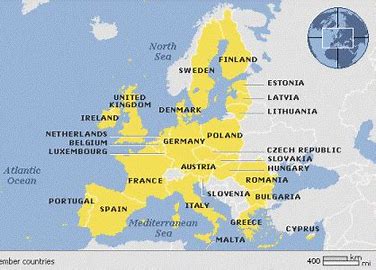 North
Sea
FINLAND
SWEDEN
ESTONIA
LATVIA
LITHUANIA
UNITED
KINGDOM
DENMARK
IRELAND
NETHERLANDS
BELGIUM
LUXEMBOURG
GERMANY
POLAND
CZECH REPUBLIC
SLOVAKIA
HUNGARY
AUSTRIA
Atlantic
Ocean
FRANCE
ROMANIA
SLOVENIA
BULGARIA
PORTUGAL
SPAIN
ITALY
Mediterranean
Sea
GREECE
MALTA
CYPRUS
ember countries
400
km
mi